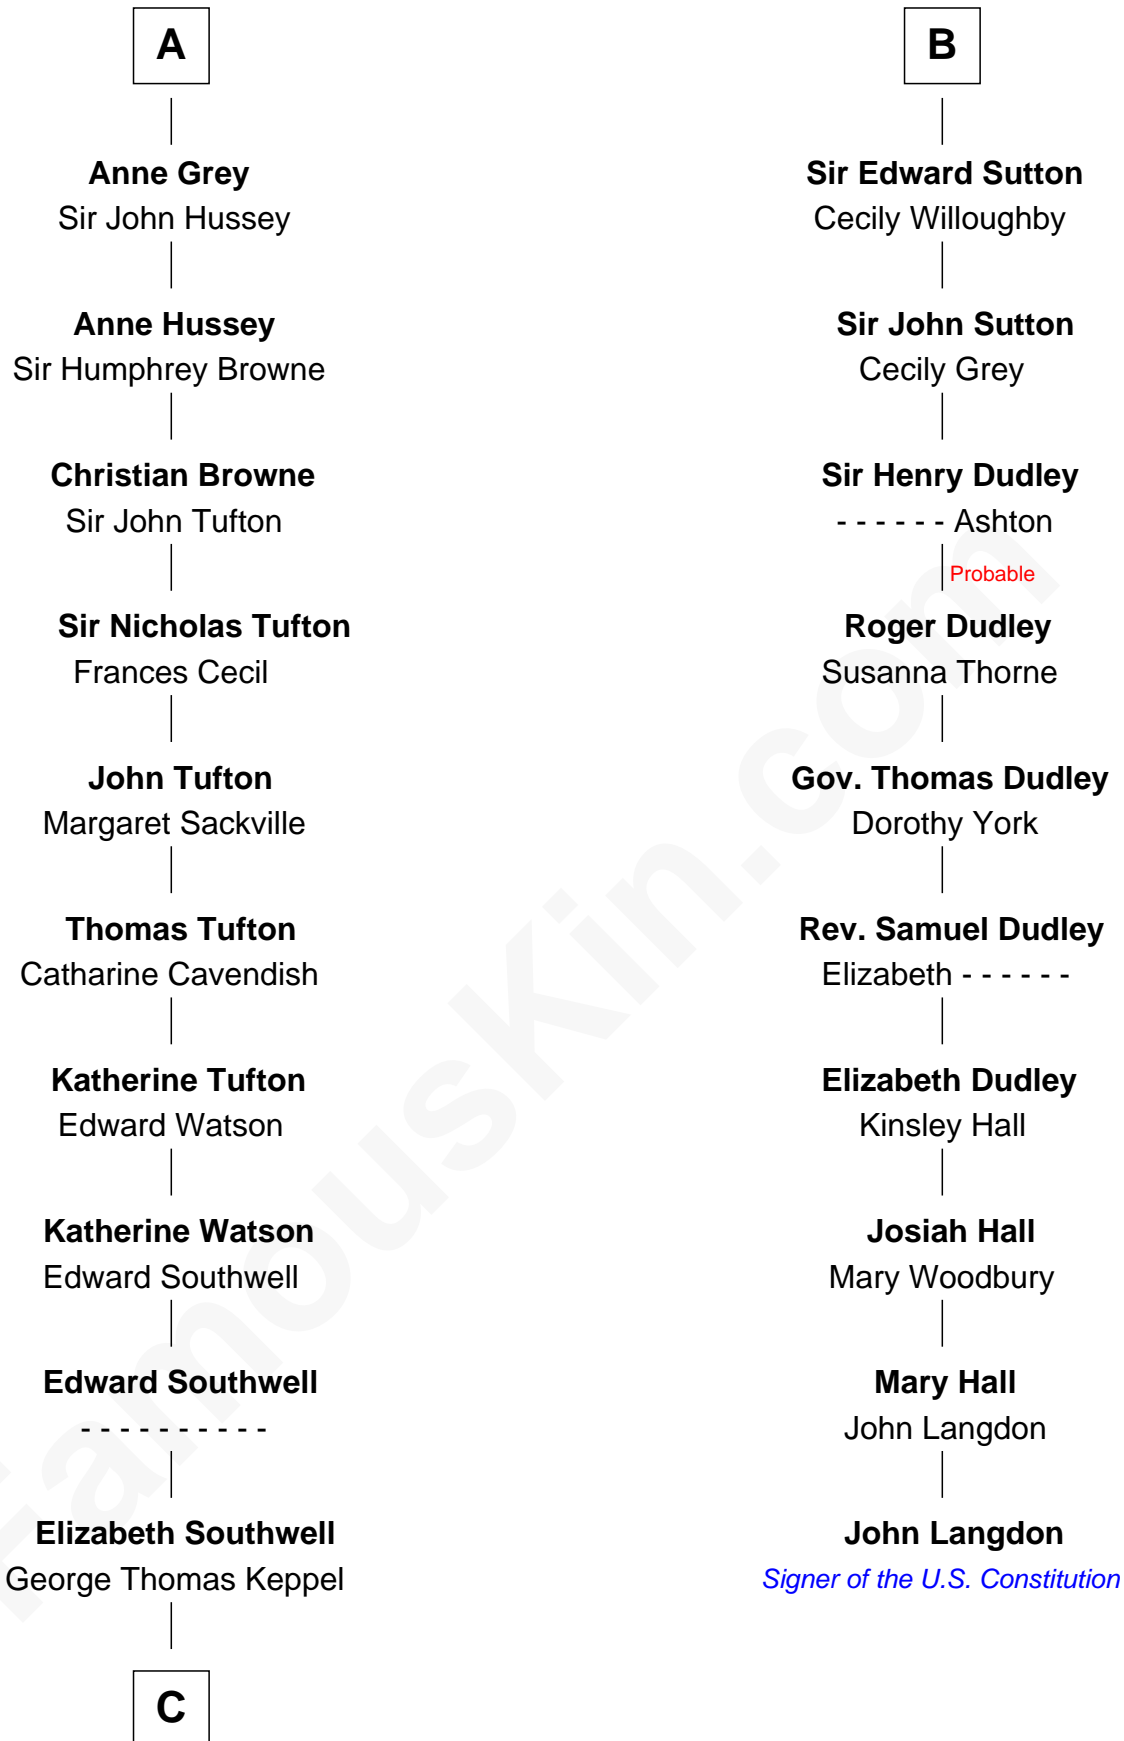 A
Anne Grey
Sir John Hussey
Anne Hussey
Sir Humphrey Browne
Christian Browne
Sir John Tufton
Sir Nicholas Tufton
Frances Cecil
John Tufton
Margaret Sackville
Thomas Tufton
Catharine Cavendish
Katherine Tufton
Edward Watson
Katherine Watson
Edward Southwell
Edward Southwell
- - - - - - - - - -
Elizabeth Southwell
George Thomas Keppel
C
B
Sir Edward Sutton
Cecily Willoughby
Sir John Sutton
Cecily Grey
Sir Henry Dudley
- - - - - - Ashton
Probable
Roger Dudley
Susanna Thorne
Gov. Thomas Dudley
Dorothy York
Rev. Samuel Dudley
Elizabeth - - - - - -
Elizabeth Dudley
Kinsley Hall
Josiah Hall
Mary Woodbury
Mary Hall
John Langdon
John Langdon
Signer of the U.S. Constitution
FamousKin.com